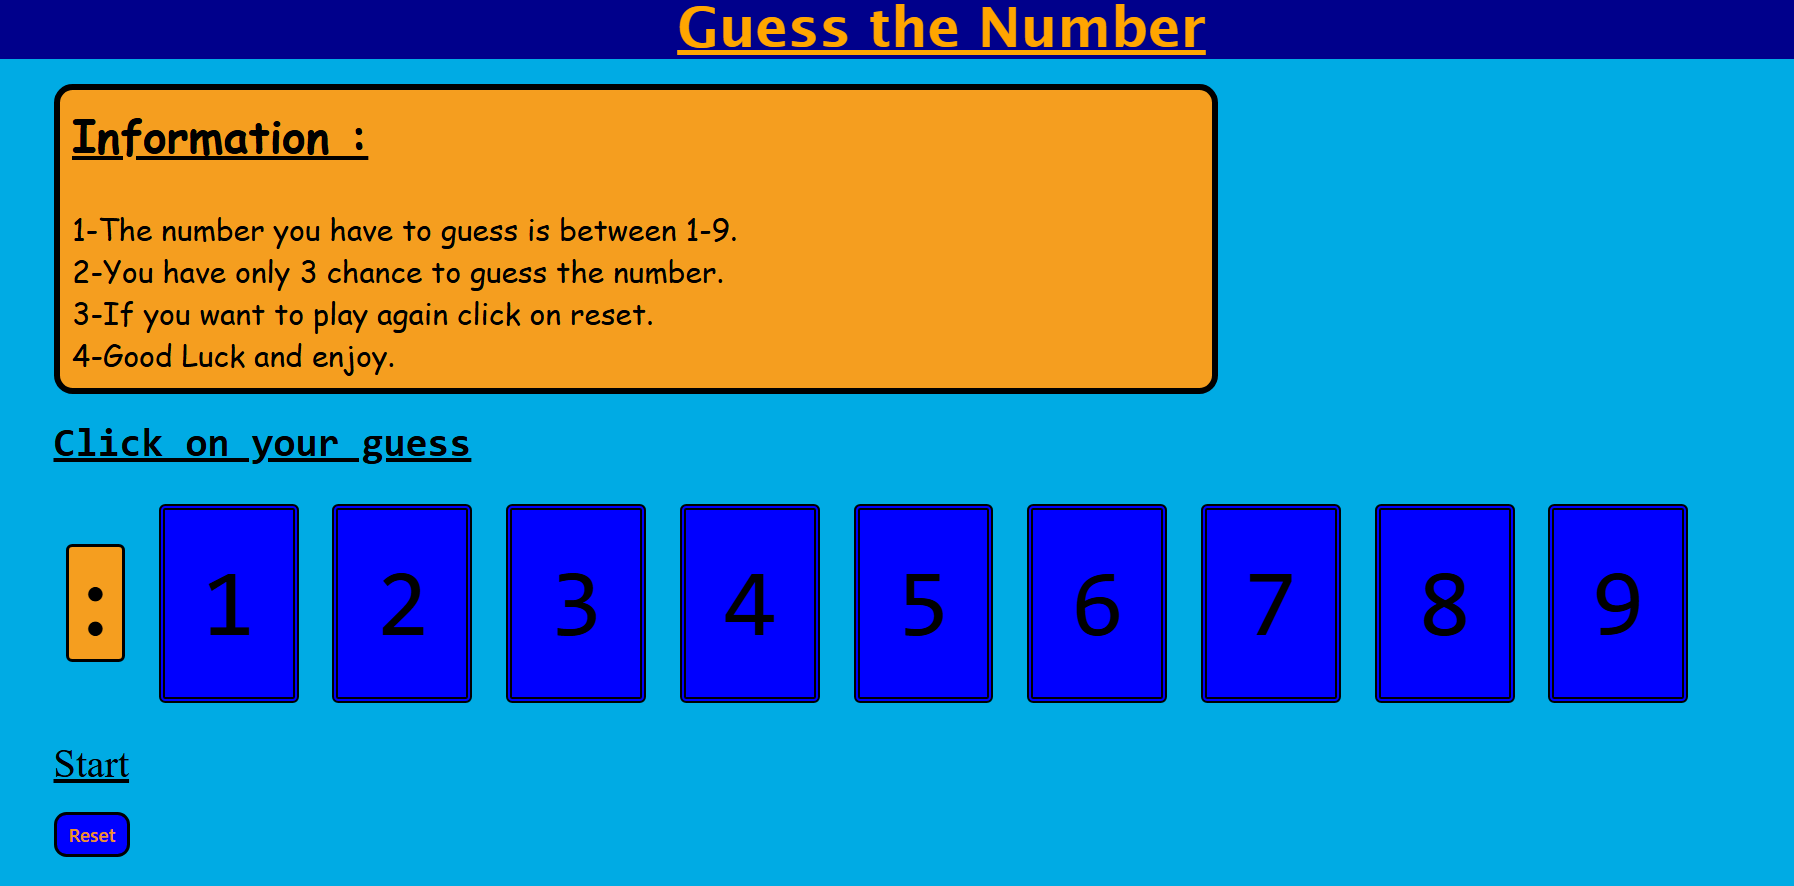 Guess the Number
Information :
1-The number you have to guess is between 1-9.
2-You have only 3 chance to guess the number.
3-If you want to play again click on reset.
4-Good Luck and enjoy.
Click on your guess
: 1 2 3 4 5 6 7 8 9
Start
Reset